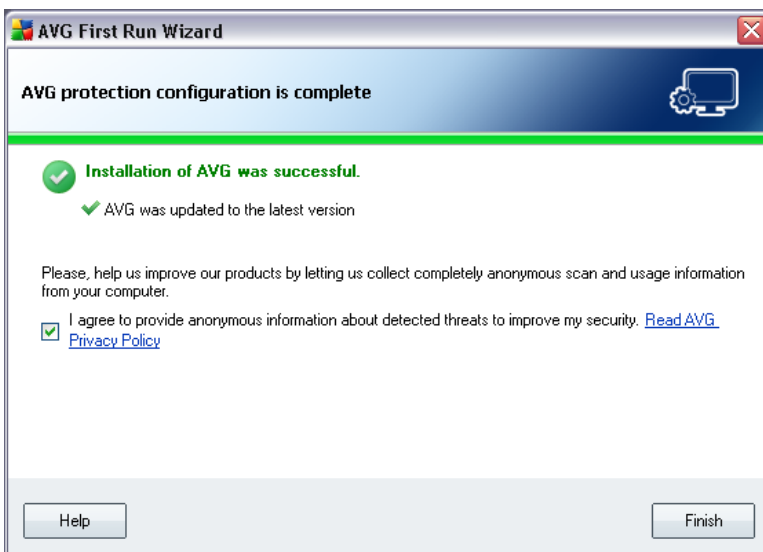 AVG First Run Wizard
AVG protection configuration is complete
Installation of AVG was successful.
AVG was updated to the latest version
Please, help us improve our products by letting us collect completely anonymous scan and usage information
from your computer.
I agree to provide anonymous information about detected threats to improve my security. Read AVG
Privacy Policy
Help
Finish